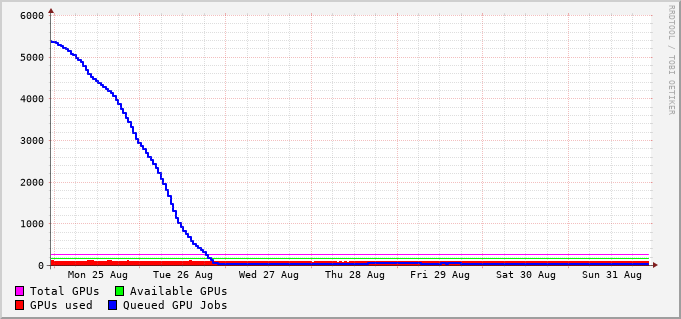 RRDTOOL / TOBI OETIKER
6000
5000
4000
3000
2000
1000
0
Mon 25 Aug Tue 26 Aug Wed 27 Aug Thu 28 Aug Fri 29 Aug Sat 30 Aug Sun 31 Aug
Total GPUs Available GPUs
GPUs used Queued GPU Jobs